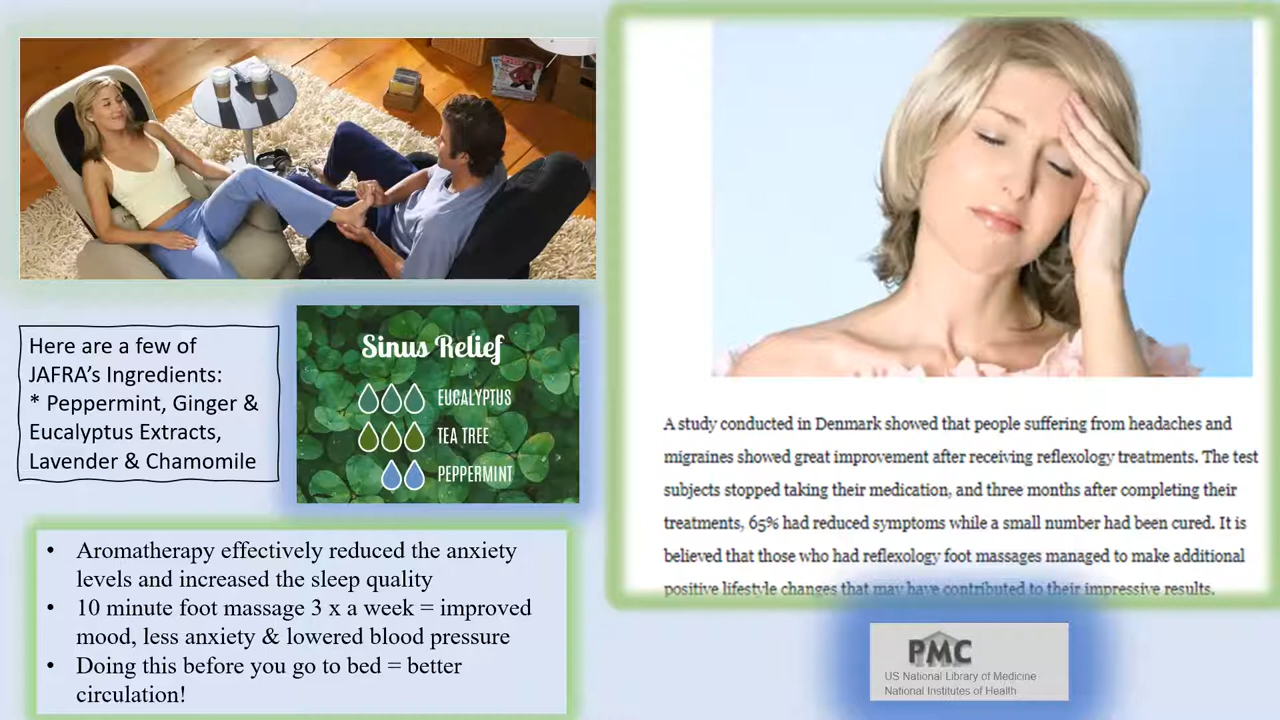 Here are a few of
JAFRA's Ingredients:
* Peppermint, Ginger &
Eucalyptus Extracts,
Lavender & Chamomile
Sinus Relief
EUCALYPTUS
TEA TREE
PEPPERMINT
• Aromatherapy effectively reduced the anxiety
levels and increased the sleep quality
• 10 minute foot massage 3 x a week = improved
mood, less anxiety & lowered blood pressure
• Doing this before you go to bed = better
circulation!
A study conducted in Denmark showed that people suffering from headaches and
migraines showed great improvement after receiving reflexology treatments. The test
subjects stopped taking their medication, and three months after completing their
treatments, 65% had reduced symptoms while a small number had been cured. It is
believed that those who had reflexology foot massages managed to make additional
positive lifestyle changes that may have contributed to their impressive results.
PMC
US National Library of Medicine
National Institutes of Health